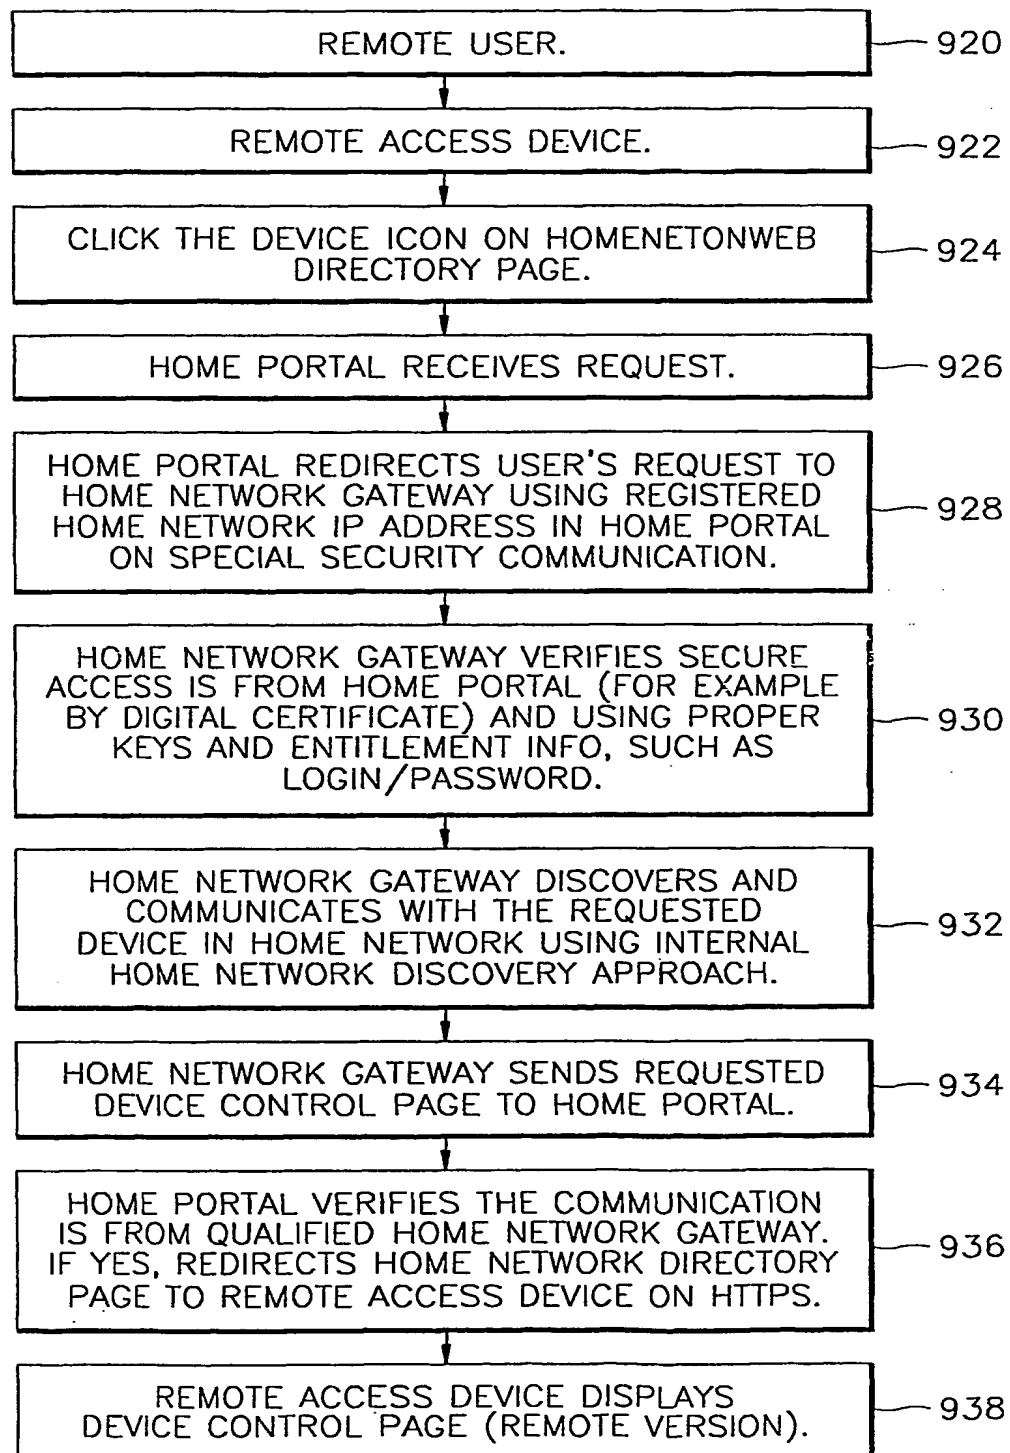 REMOTE USER.
920
REMOTE ACCESS DEVICE.
922
CLICK THE DEVICE ICON ON HOMENETONWEB
DIRECTORY PAGE.
924
HOME PORTAL RECEIVES REQUEST.
926
HOME PORTAL REDIRECTS USER'S REQUEST TO
HOME NETWORK GATEWAY USING REGISTERED
HOME NETWORK IP ADDRESS IN HOME PORTAL
ON SPECIAL SECURITY COMMUNICATION.
928
HOME NETWORK GATEWAY VERIFIES SECURE
ACCESS IS FROM HOME PORTAL (FOR EXAMPLE
BY DIGITAL CERTIFICATE) AND USING PROPER
KEYS AND ENTITLEMENT INFO, SUCH AS
LOGIN/PASSWORD.
930
HOME NETWORK GATEWAY DISCOVERS AND
COMMUNICATES WITH THE REQUESTED
DEVICE IN HOME NETWORK USING INTERNAL
HOME NETWORK DISCOVERY APPROACH.
932
HOME NETWORK GATEWAY SENDS REQUESTED
DEVICE CONTROL PAGE TO HOME PORTAL.
934
HOME PORTAL VERIFIES THE COMMUNICATION
IS FROM QUALIFIED HOME NETWORK GATEWAY.
IF YES, REDIRECTS HOME NETWORK DIRECTORY
PAGE TO REMOTE ACCESS DEVICE ON HTTPS.
936
REMOTE ACCESS DEVICE DISPLAYS
DEVICE CONTROL PAGE (REMOTE VERSION).
938